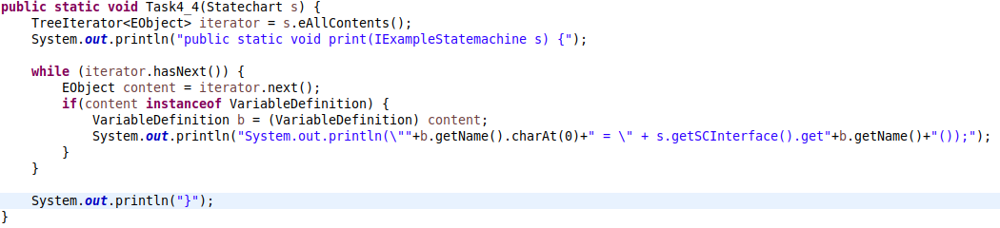 public static void Task4_4(Statechart s) {
    TreeIterator<EObject> iterator = s.eAllContents();
    System.out.println("public static void print(IExampleStatemachine s) {");

    while (iterator.hasNext()) {
        EObject content = iterator.next();
        if(content instanceof VariableDefinition) {
            VariableDefinition b = (VariableDefinition) content;
            System.out.println("System.out.println(\""+b.getName().charAt(0)+" = \" + s.getSCInterface().get"+b.getName()+"());");
        }
    }

    System.out.println("}");
}